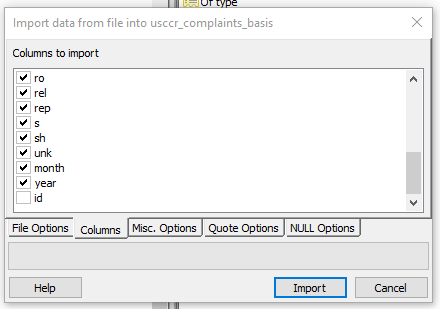 Of type
Import data from file into usccr_complaints_basis
Columns to import
ro
rel
rep
s
sh
unk
month
year
id
File Options Columns Misc. Options Quote Options NULL Options
Help Import Cancel